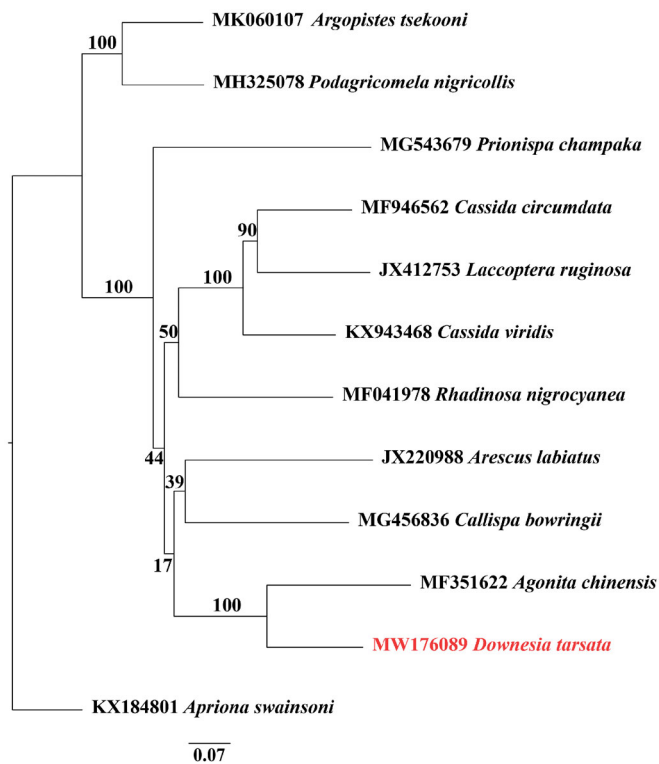 MK060107 Argopistes tsekooni
100
MH325078 Podagricomela nigricollis
MG543679 Prionispa champaka
MF946562 Cassida circumdata
90
JX412753 Laccoptera ruginosa
100
100
KX943468 Cassida viridis
50
MF041978 Rhadinosa nigrocyanea
44
JX220988 Arescus labiatus
39
MG456836 Callispa bowringii
17
MF351622 Agonita chinensis
100
MW176089 Downesia tarsata
KX184801 Apriona swainsoni
0.07